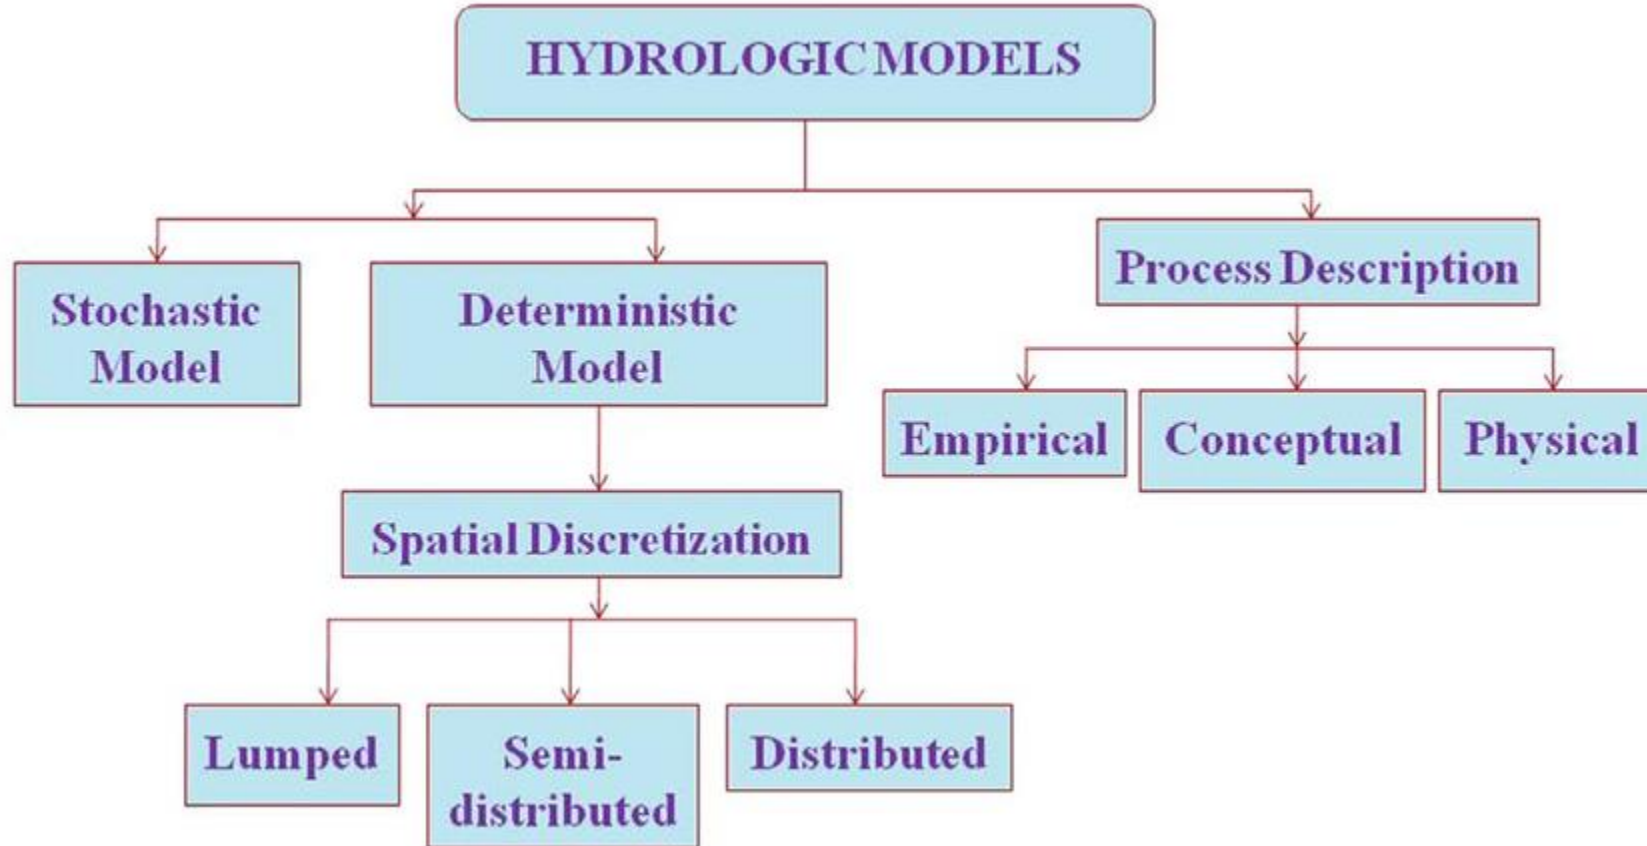 HYDROLOGIC MODELS
Stochastic
Model
Deterministic
Model
Process Description
Empirical
Conceptual
Physical
Spatial Discretization
Lumped
Semi-
distributed
Distributed